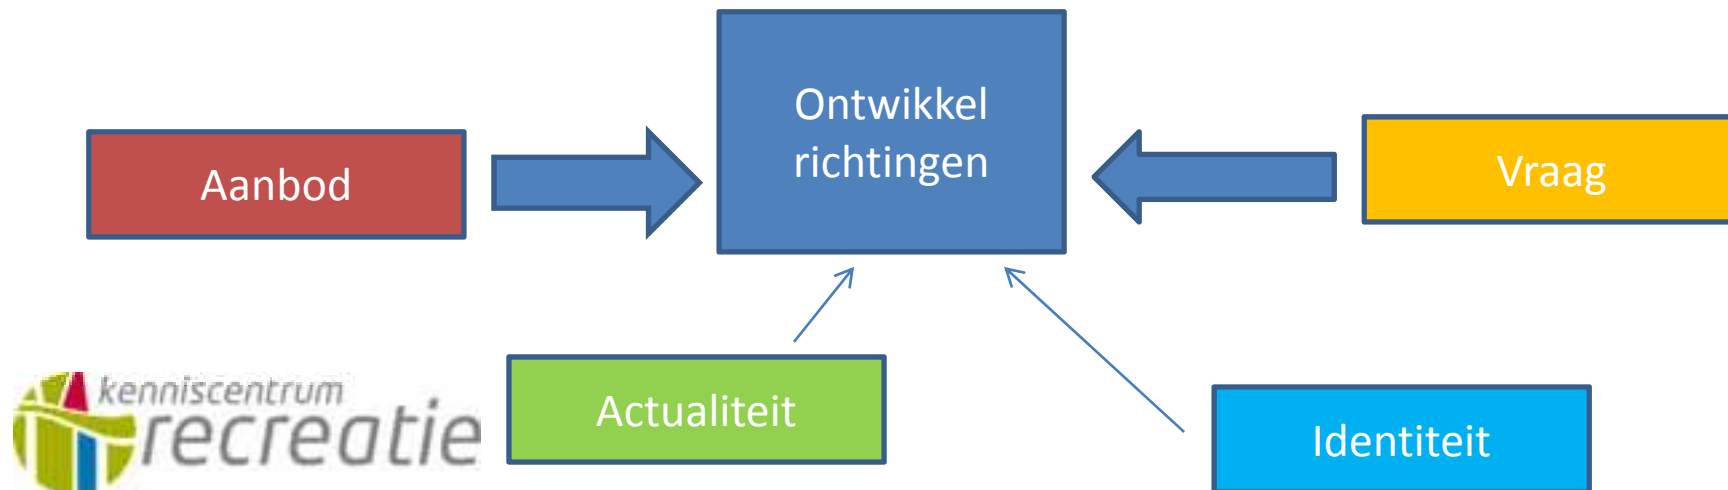 Ontwikkel
richtingen
Aanbod
Vraag
Actualiteit
Identiteit
kenniscentrum
recreatie